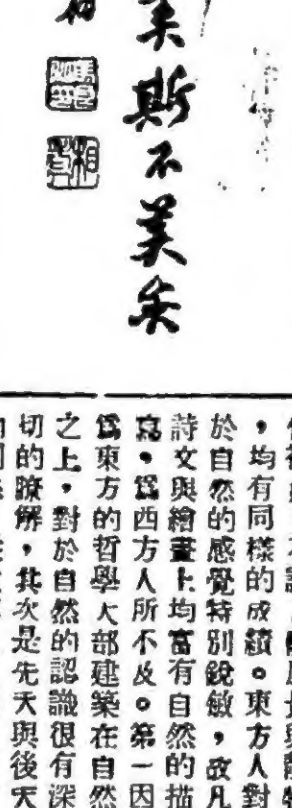 美斯不美矣
，均有同樣的成績。東方人對
於自然的感覺特別銳敏，故凡
詩文與繪畫上均富有自然的描
寫，爲西方人所不及。第一因
爲東方的哲學大部建築在自然
之上，對於自然的認識很有深
切的瞭解，其次是先天與後天